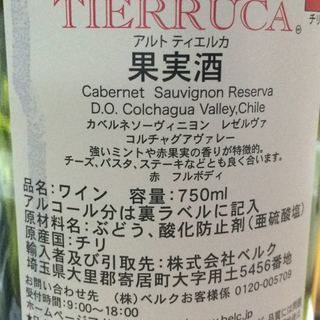 TIERRUCA
アルト ティエルカ
果実酒
Cabernet Sauvignon Reserva
D.O. Colchagua Valley,Chile
カベルネソーヴィニヨン レゼルヴァ
コルチャグアヴァレー
強いミントや赤果実の香りが特徴的。
チーズ、パスタ、ステーキなどとも良く合います。
赤 フルボディ
品名:ワイン 容量:750ml
アルコール分は裏ラベルに記入
原材料名:ぶどう、酸化防止剤(亜硫酸塩)
原産国:チリ
輸入者及び引取先:株式会社ベルク
埼玉県大里郡寄居町大字用土5456番地
お問い合わせ先 (株)ベルクお客様係 0120-005709
受付時間:9:00~18:00